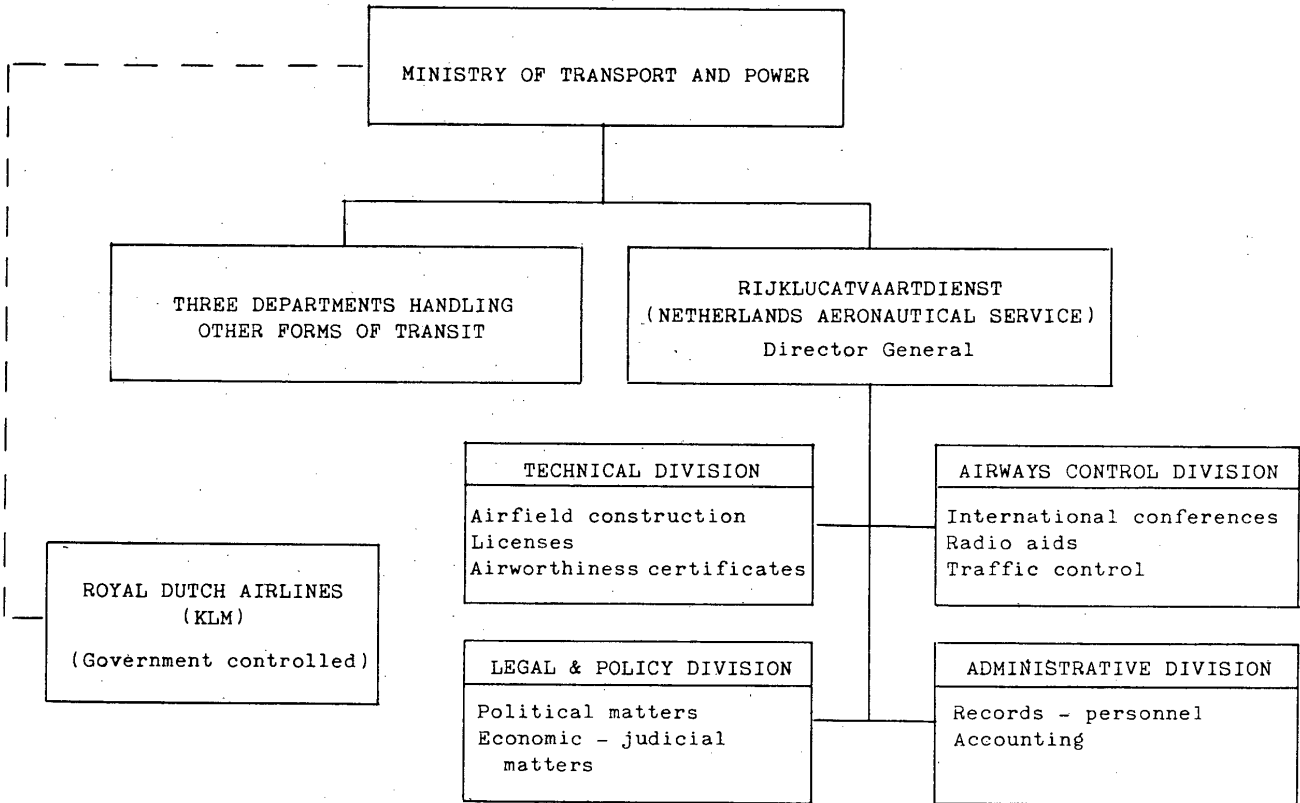 MINISTRY OF TRANSPORT AND POWER
THREE DEPARTMENTS HANDLING
OTHER FORMS OF TRANSIT
RIJKLUCATVAARTDIENST
(NETHERLANDS AERONAUTICAL SERVICE)
Director General
TECHNICAL DIVISION
Airfield construction
Licenses
Airworthiness certificates
AIRWAYS CONTROL DIVISION
International conferences
Radio aids
Traffic control
ROYAL DUTCH AIRLINES
(KLM)
(Government controlled)
LEGAL & POLICY DIVISION
Political matters
Economic - judicial
matters
ADMINISTRATIVE DIVISION
Records - personnel
Accounting